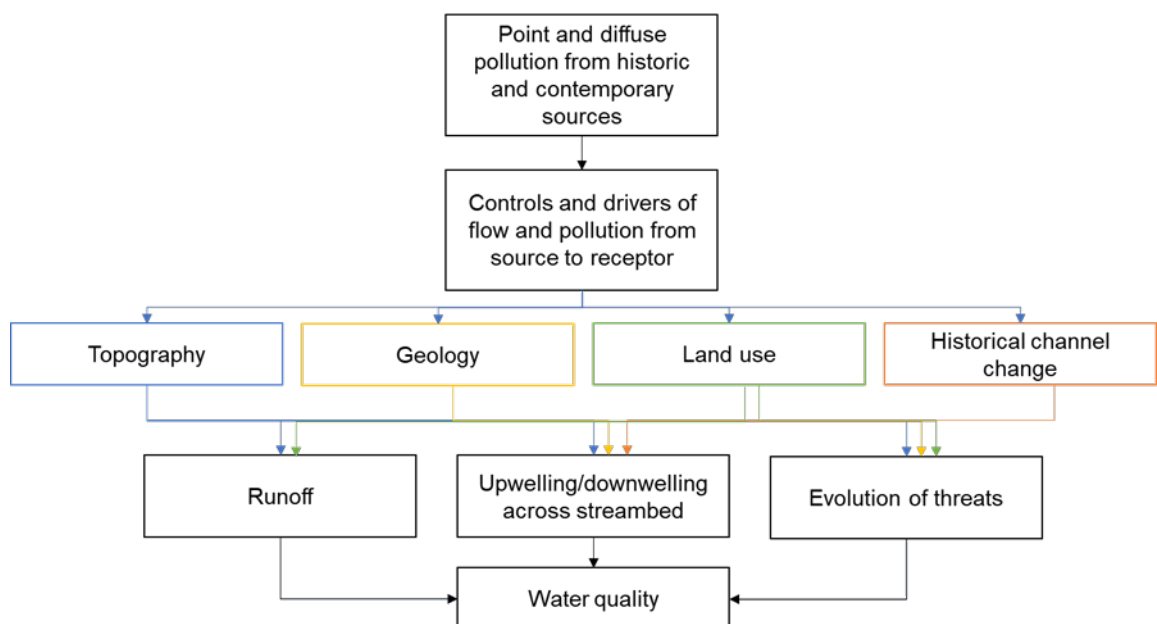 Point and diffuse
pollution from historic
and contemporary
sources
Controls and drivers of
flow and pollution from
source to receptor
Topography
Geology
Land use
Historical channel
change
Runoff
Upwelling/downwelling
across streambed
Evolution of threats
Water quality